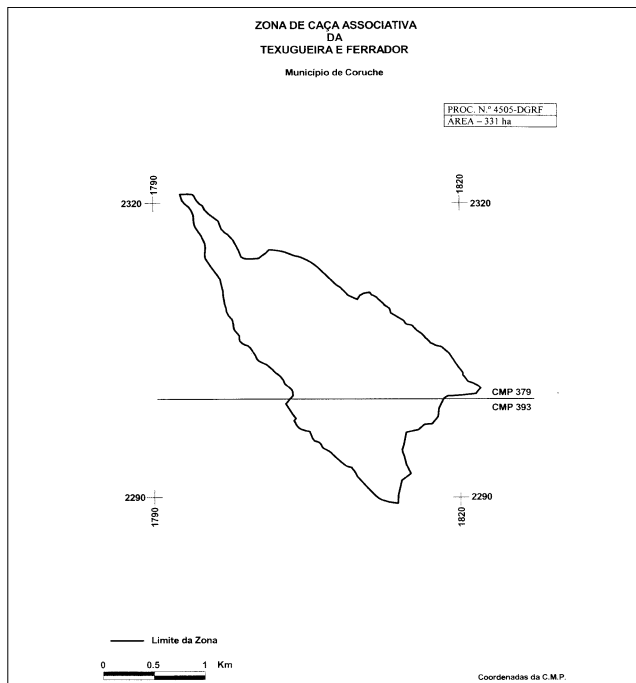 ZONA DE CAÇA ASSOCIATIVA
DA
TEXUGUEIRA E FERRADOR
Município de Coruche
PROC. N.º 4505-DGRF
ÁREA – 331 ha
1790
1820
2320
2320
CMP 379
CMP 393
2290
2290
1790
1820
Limite da Zona
0 0.5 1 Km
Coordenadas da C.M.P.